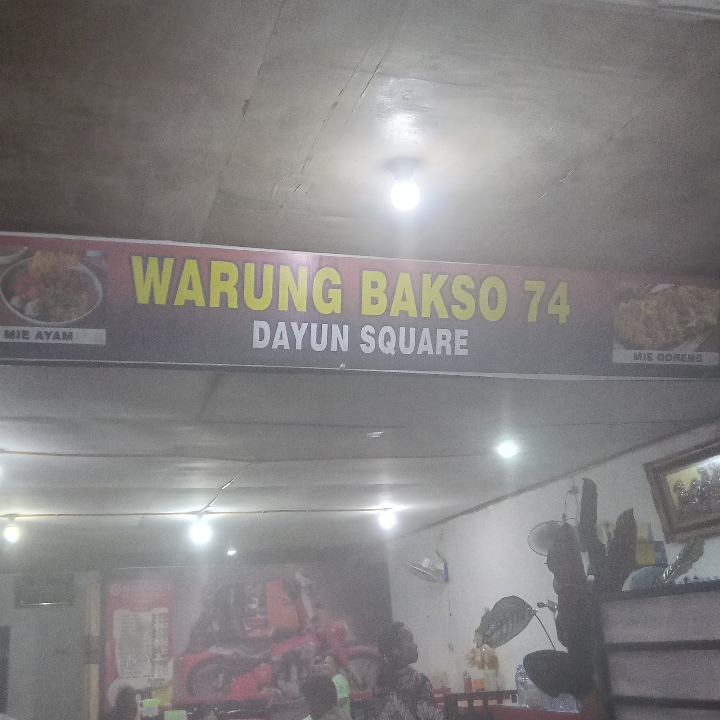 WARUNG BAKSO 74
DAYUN SQUARE
MIE AYAM
MIE GORENG